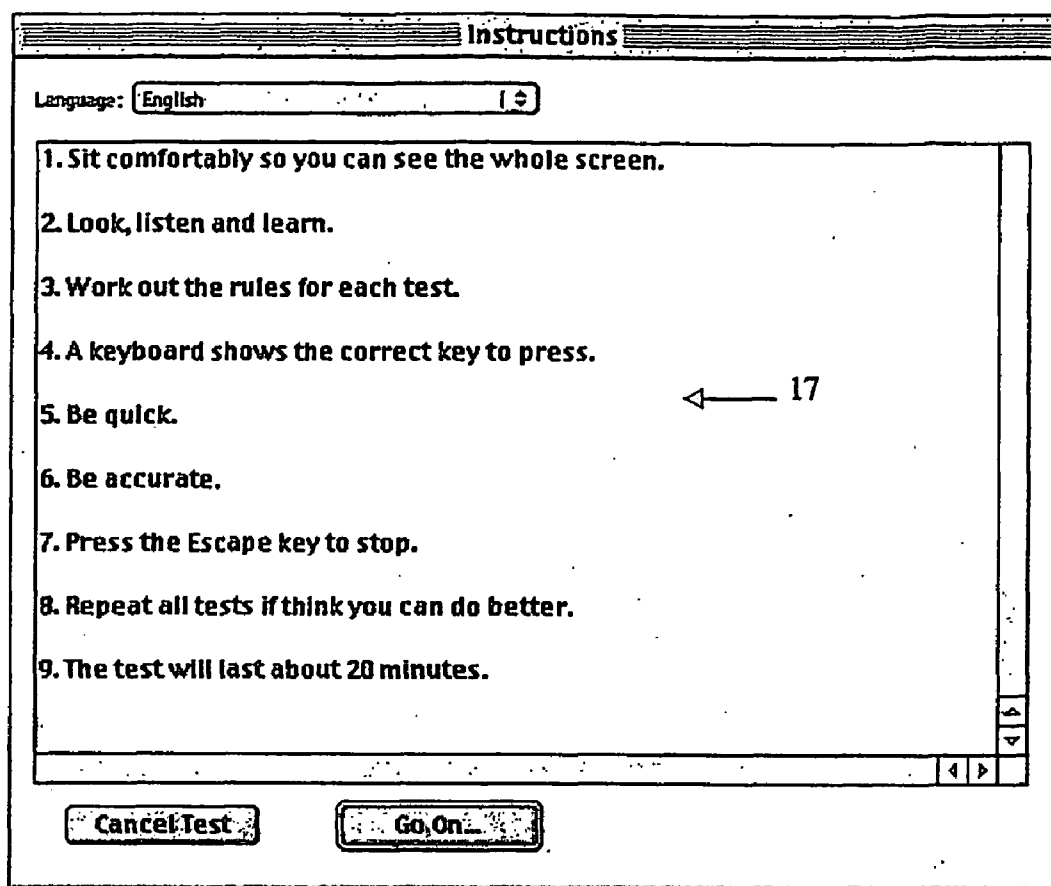 Instructions
Language: English
1. Sit comfortably so you can see the whole screen.
2. Look, listen and learn.
3. Work out the rules for each test.
4. A keyboard shows the correct key to press.
17
5. Be quick.
6. Be accurate.
7. Press the Escape key to stop.
8. Repeat all tests if think you can do better.
9. The test will last about 20 minutes.
Cancel Test
Go On...